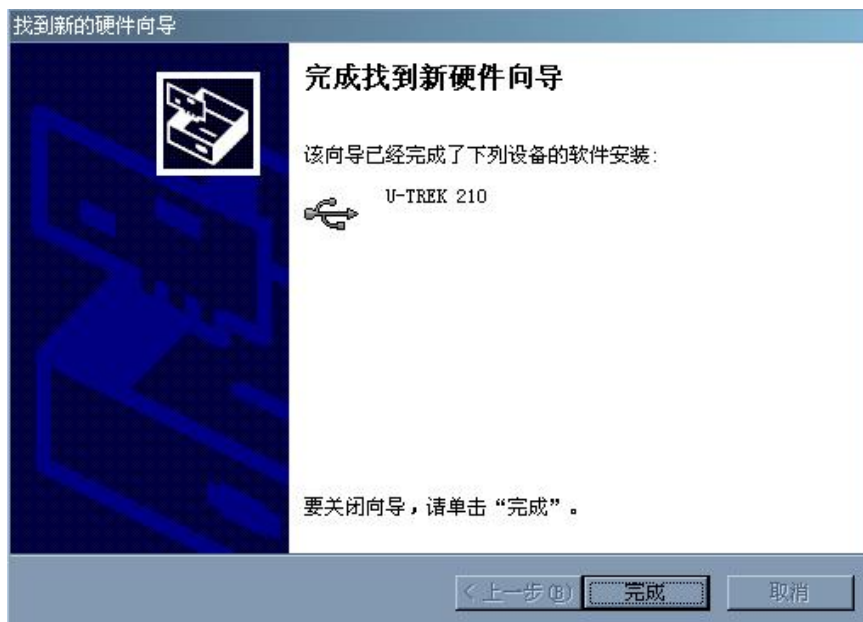 找到新的硬件向导
完成找到新硬件向导
该向导已经完成了下列设备的软件安装:
U-TREK 210
要关闭向导，请单击“完成”。
< 上一步(B)
完成
取消